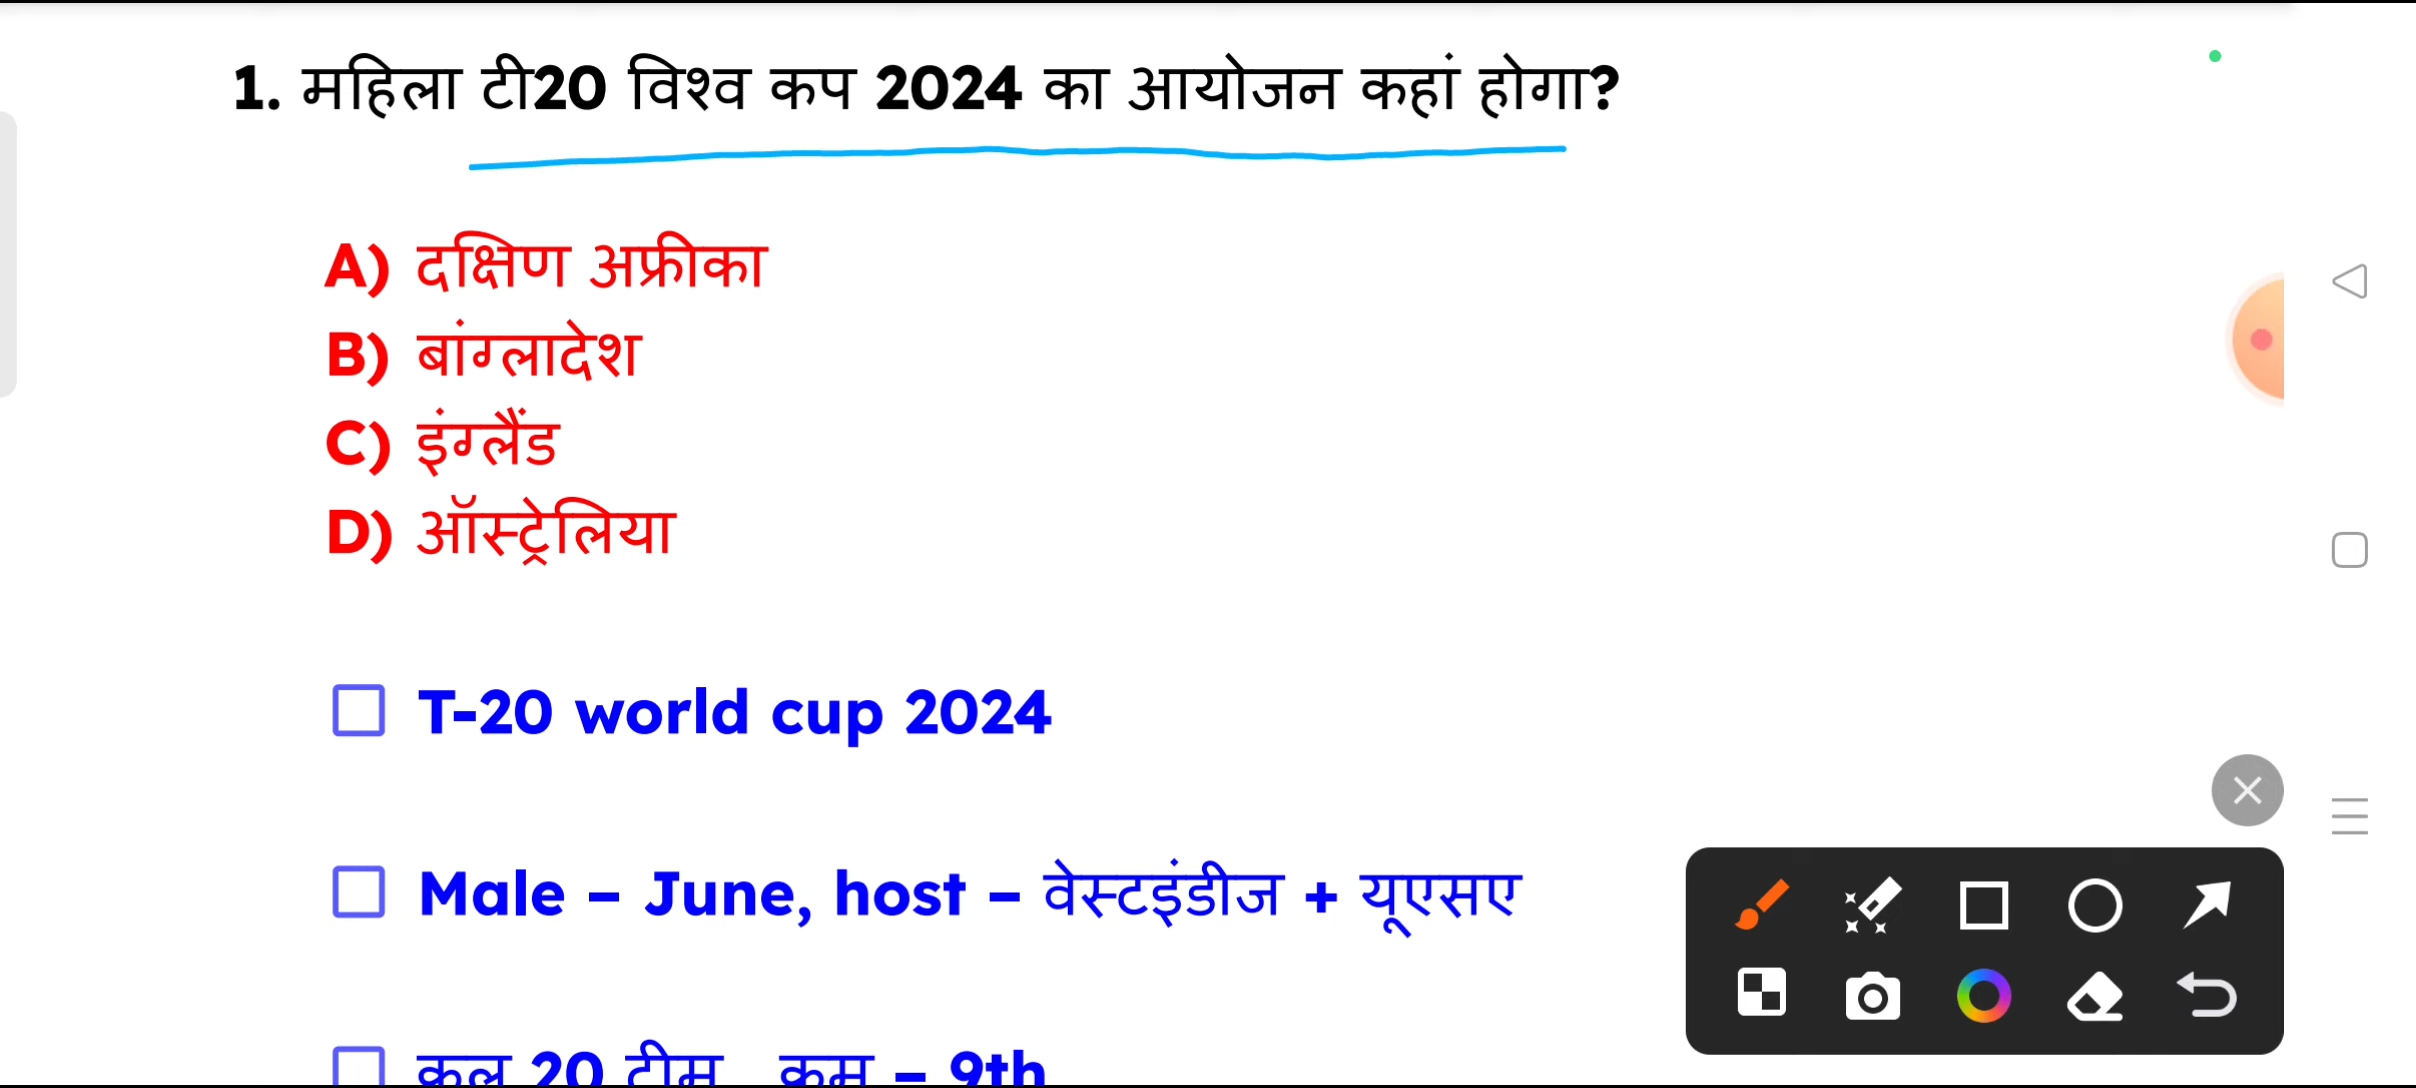 1. महिला टी20 विश्व कप 2024 का आयोजन कहां होगा?
A) दक्षिण अफ्रीका
B) बांग्लादेश
C) इंग्लैंड
D) ऑस्ट्रेलिया
T-20 world cup 2024
Male – June, host – वेस्टइंडीज + यूएसए
20 टीम – 9th